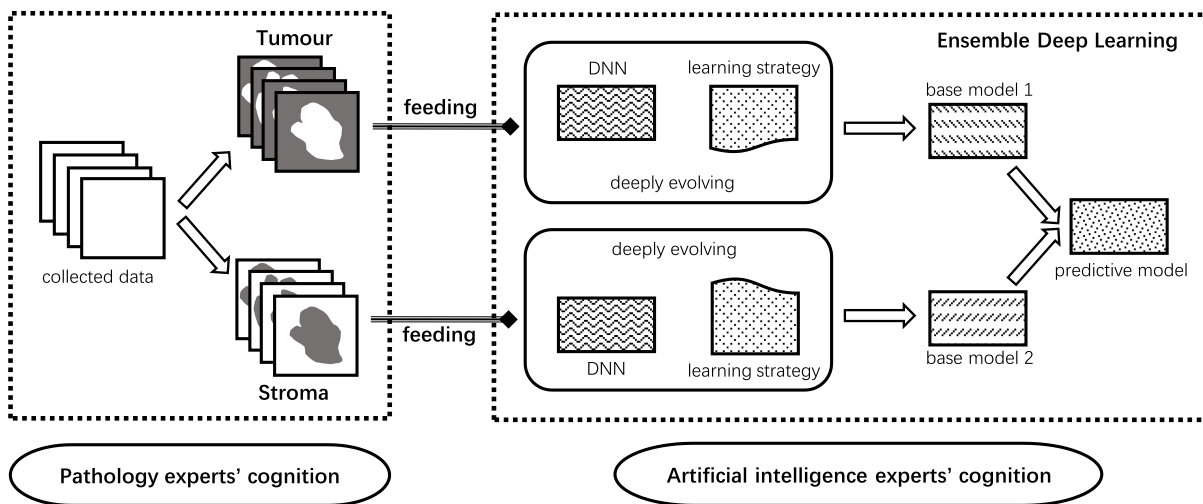 Tumour
collected data
Stroma
feeding
feeding
Ensemble Deep Learning
DNN
learning strategy
deeply evolving
base model 1
deeply evolving
DNN
learning strategy
predictive model
base model 2
Pathology experts’ cognition
Artificial intelligence experts’ cognition